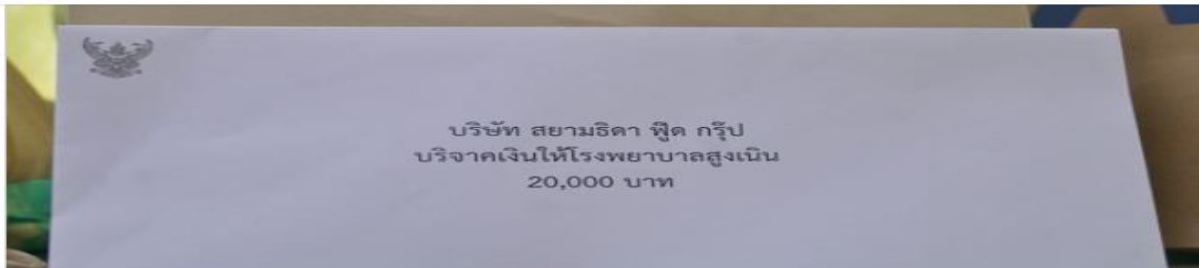 บริษัท สยามธิดา ฟู๊ด กรุ๊ป
บริจาคเงินให้โรงพยาบาลสูงเนิน
20,000 บาท